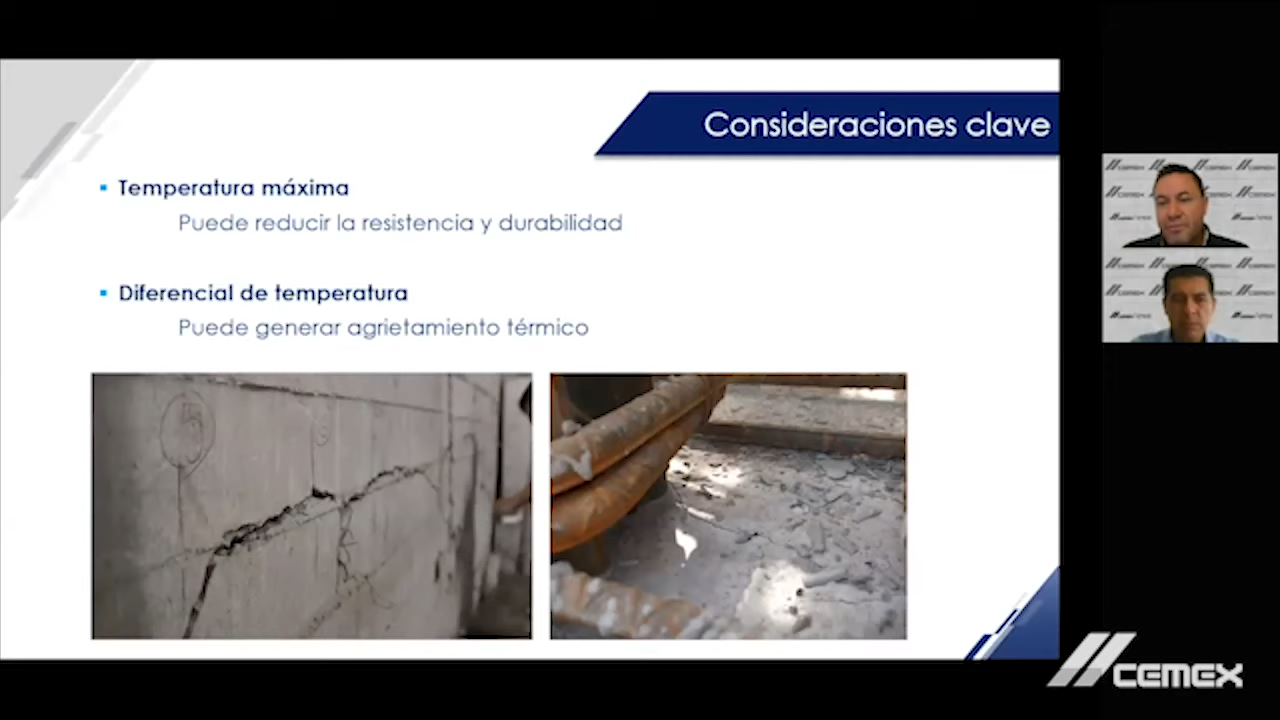 Consideraciones clave
▪ Temperatura máxima
Puede reducir la resistencia y durabilidad
▪ Diferencial de temperatura
Puede generar agrietamiento térmico
CEMEX